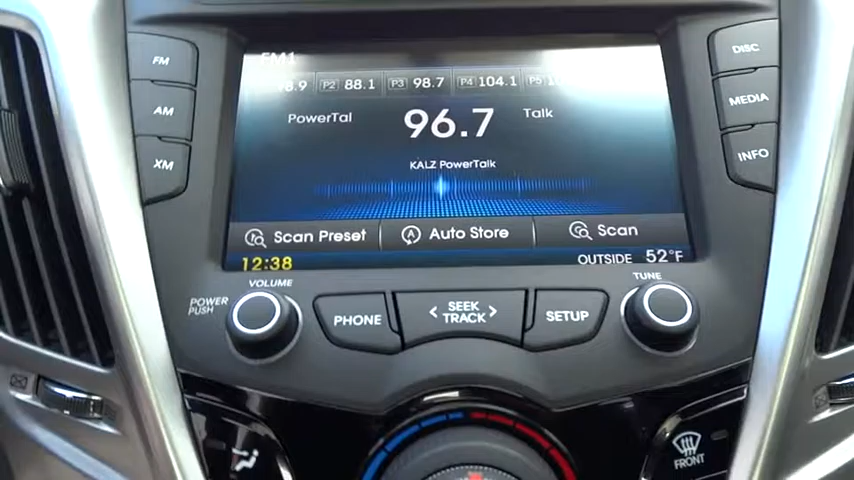 FM
AM
XM
DISC
MEDIA
INFO
FM1
P2 88.1 P3 98.7 P4 104.1 P5
PowerTal 96.7 Talk
KALZ PowerTalk
Scan Preset Auto Store Scan
12:38 OUTSIDE 52°F
VOLUME TUNE
POWER
PUSH
PHONE SEEK
TRACK SETUP
FRONT